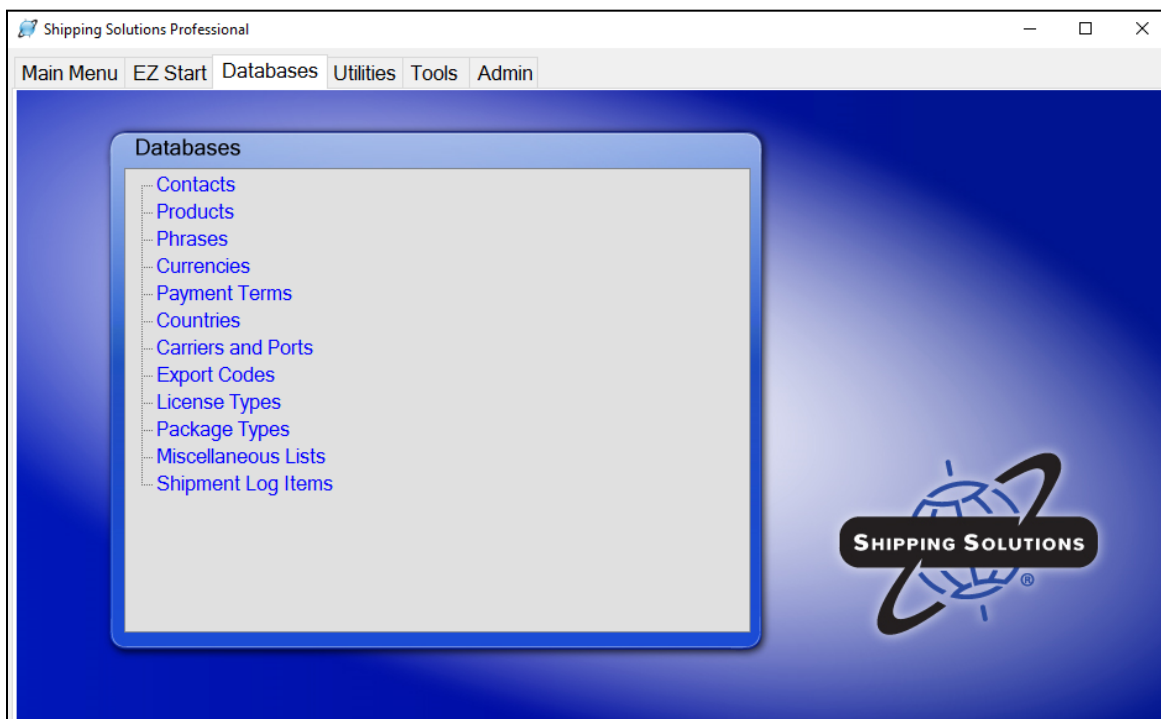 Shipping Solutions Professional
Main Menu EZ Start Databases Utilities Tools Admin
Databases
Contacts
Products
Phrases
Currencies
Payment Terms
Countries
Carriers and Ports
Export Codes
License Types
Package Types
Miscellaneous Lists
Shipment Log Items
SHIPPING SOLUTIONS
®